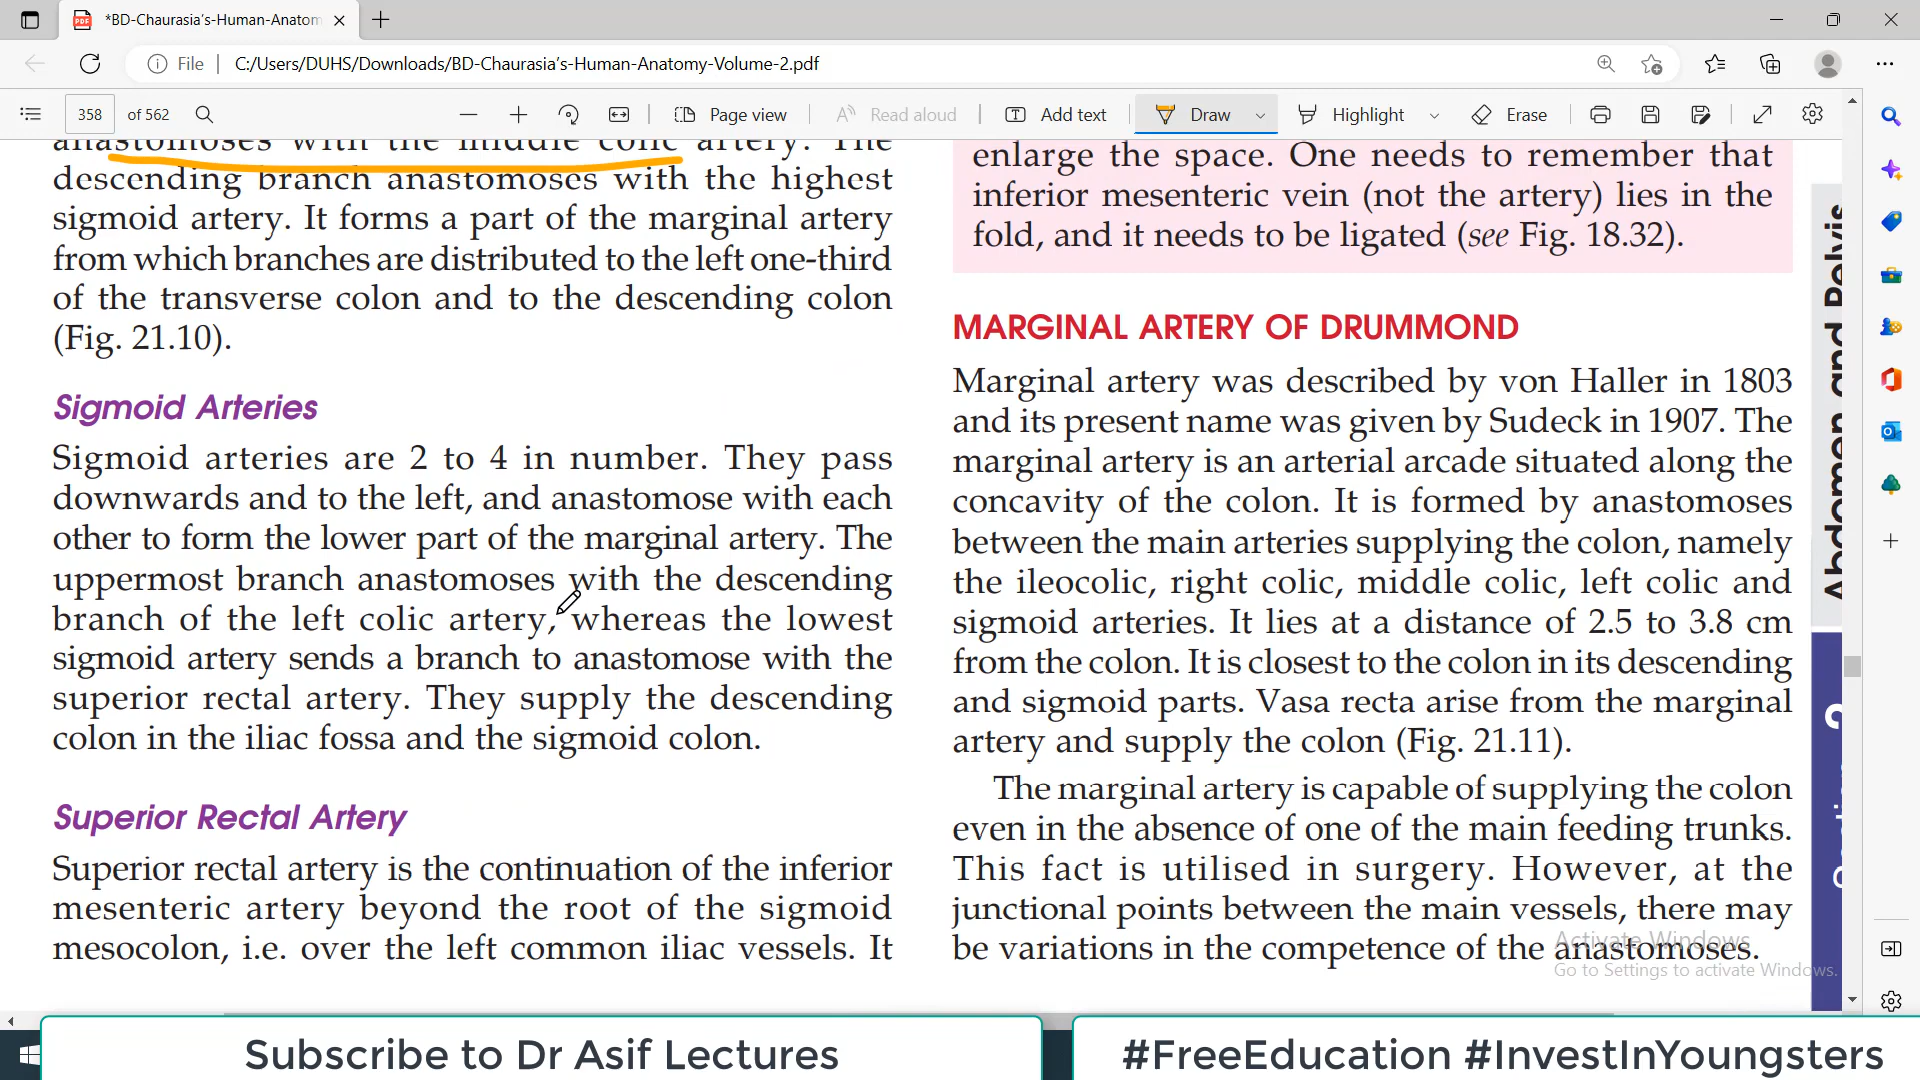 *BD-Chaurasia's-Human-Anatom
File
C:/Users/DUHS/Downloads/BD-Chaurasia's-Human-Anatomy-Volume-2.pdf
358 of 562
Page view
Read aloud
Add text
Draw
Highlight
Erase
anastomoses with the middle colic artery. The
descending branch anastomoses with the highest
sigmoid artery. It forms a part of the marginal artery
from which branches are distributed to the left one-third
of the transverse colon and to the descending colon
(Fig. 21.10).
Sigmoid Arteries
Sigmoid arteries are 2 to 4 in number. They pass
downwards and to the left, and anastomose with each
other to form the lower part of the marginal artery. The
uppermost branch anastomoses with the descending
branch of the left colic artery, whereas the lowest
sigmoid artery sends a branch to anastomose with the
superior rectal artery. They supply the descending
colon in the iliac fossa and the sigmoid colon.
Superior Rectal Artery
Superior rectal artery is the continuation of the inferior
mesenteric artery beyond the root of the sigmoid
mesocolon, i.e. over the left common iliac vessels. It
enlarge the space. One needs to remember that
inferior mesenteric vein (not the artery) lies in the
fold, and it needs to be ligated (see Fig. 18.32).
MARGINAL ARTERY OF DRUMMOND
Marginal artery was described by von Haller in 1803
and its present name was given by Sudeck in 1907. The
marginal artery is an arterial arcade situated along the
concavity of the colon. It is formed by anastomoses
between the main arteries supplying the colon, namely
the ileocolic, right colic, middle colic, left colic and
sigmoid arteries. It lies at a distance of 2.5 to 3.8 cm
from the colon. It is closest to the colon in its descending
and sigmoid parts. Vasa recta arise from the marginal
artery and supply the colon (Fig. 21.11).
The marginal artery is capable of supplying the colon
even in the absence of one of the main feeding trunks.
This fact is utilised in surgery. However, at the
junctional points between the main vessels, there may
be variations in the competence of the anastomoses.
Abdomen and Pelvis
Section 2
Activate Windows
Go to Settings to activate Windows.
Subscribe to Dr Asif Lectures
#FreeEducation #InvestInYoungsters